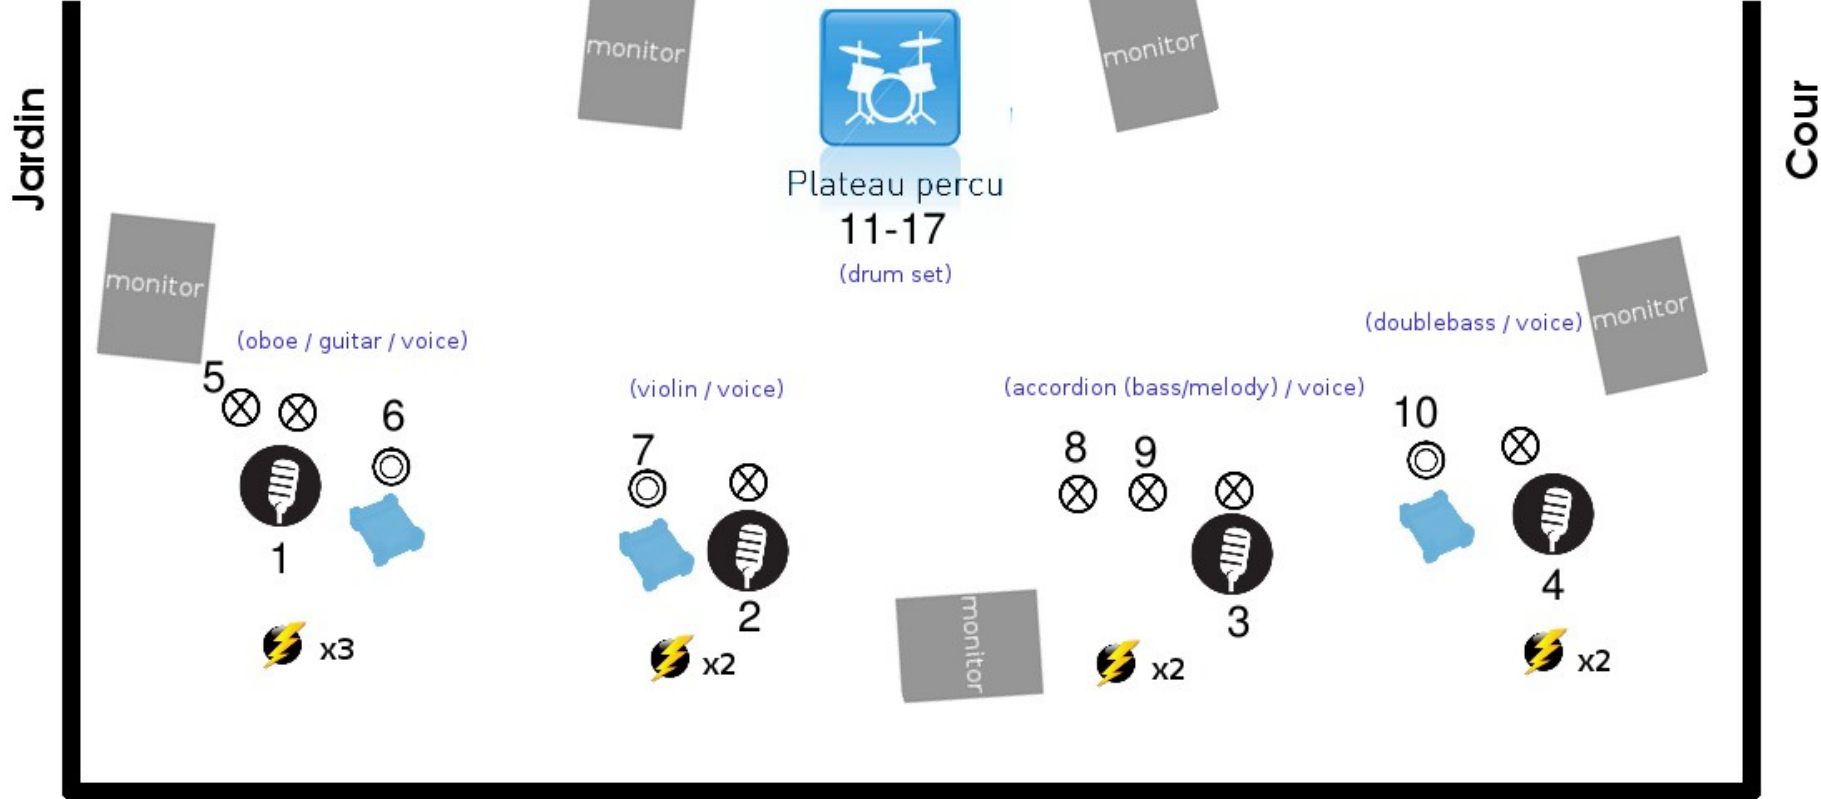 monitor
monitor
Jardin
Cour
Plateau percu
11-17
(drum set)
monitor
monitor
(oboe / guitar / voice)
(violin / voice)
(accordion (bass/melody) / voice)
(doublebass / voice)
5
6
7
8
9
10
1
2
3
4
monitor
x3
x2
x2
x2